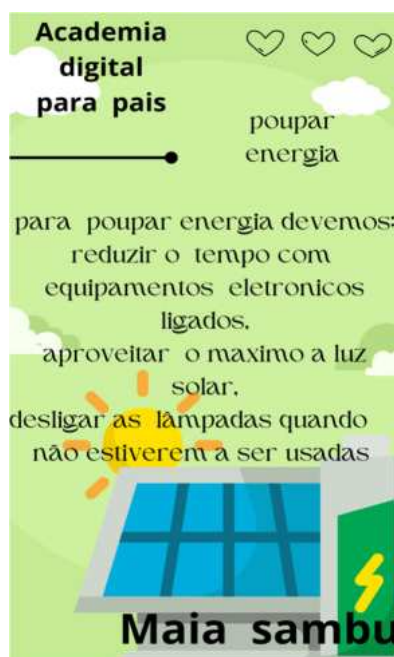 Academia
digital
para pais
poupar
energia
para poupar energia devemos:
reduzir o tempo com
equipamentos eletronicos
ligados,
aproveitar o maximo a luz
solar,
desligar as lâmpadas quando
não estiverem a ser usadas
Maia sambu